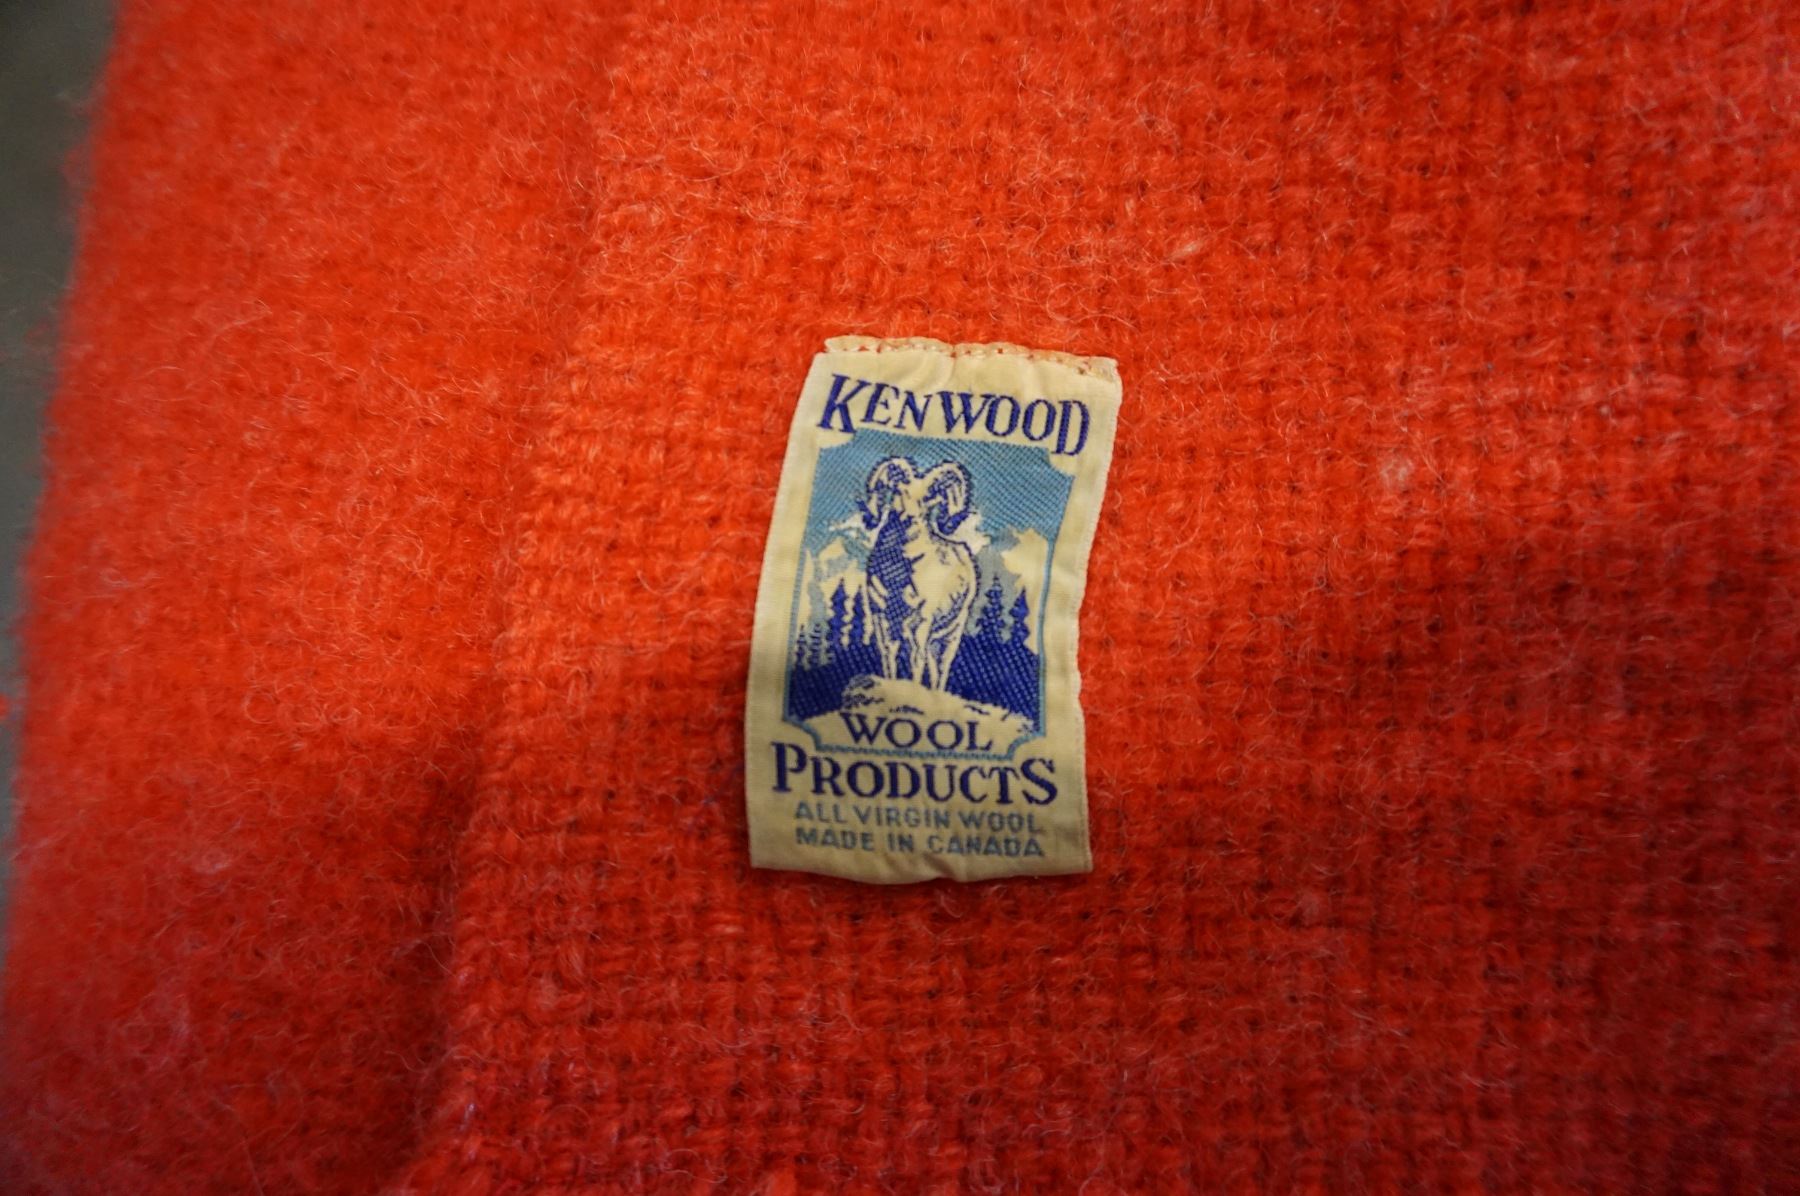 KENWOOD
WOOL
PRODUCTS
ALL VIRGIN WOOL
MADE IN CANADA